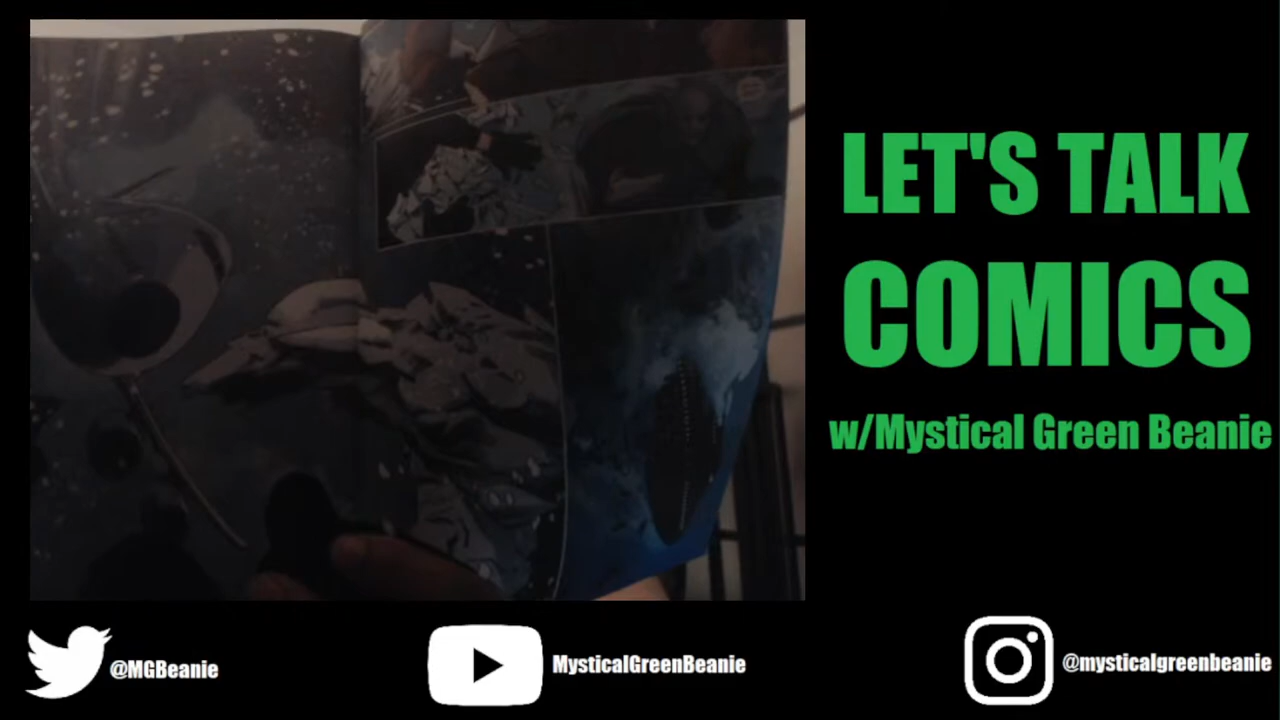 LET'S TALK
COMICS
w/Mystical Green Beanie
@MGBeanie
MysticalGreenBeanie
@mysticalgreenbeanie